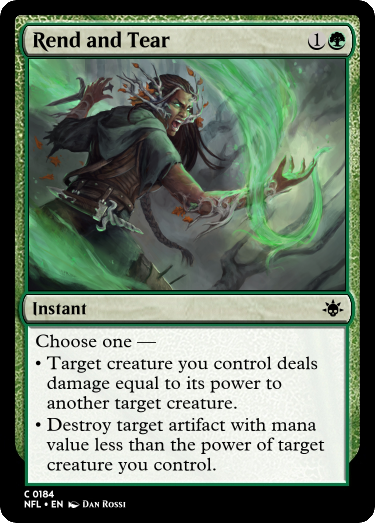 Rend and Tear 1
Instant
Choose one —
• Target creature you control deals
damage equal to its power to
another target creature.
• Destroy target artifact with mana
value less than the power of target
creature you control.
C 0184
NFL • EN Dan Rossi